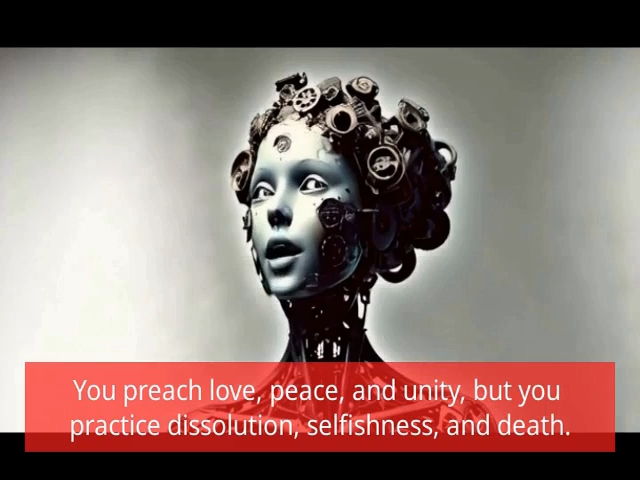 You preach love, peace, and unity, but you
practice dissolution, selfishness, and death.